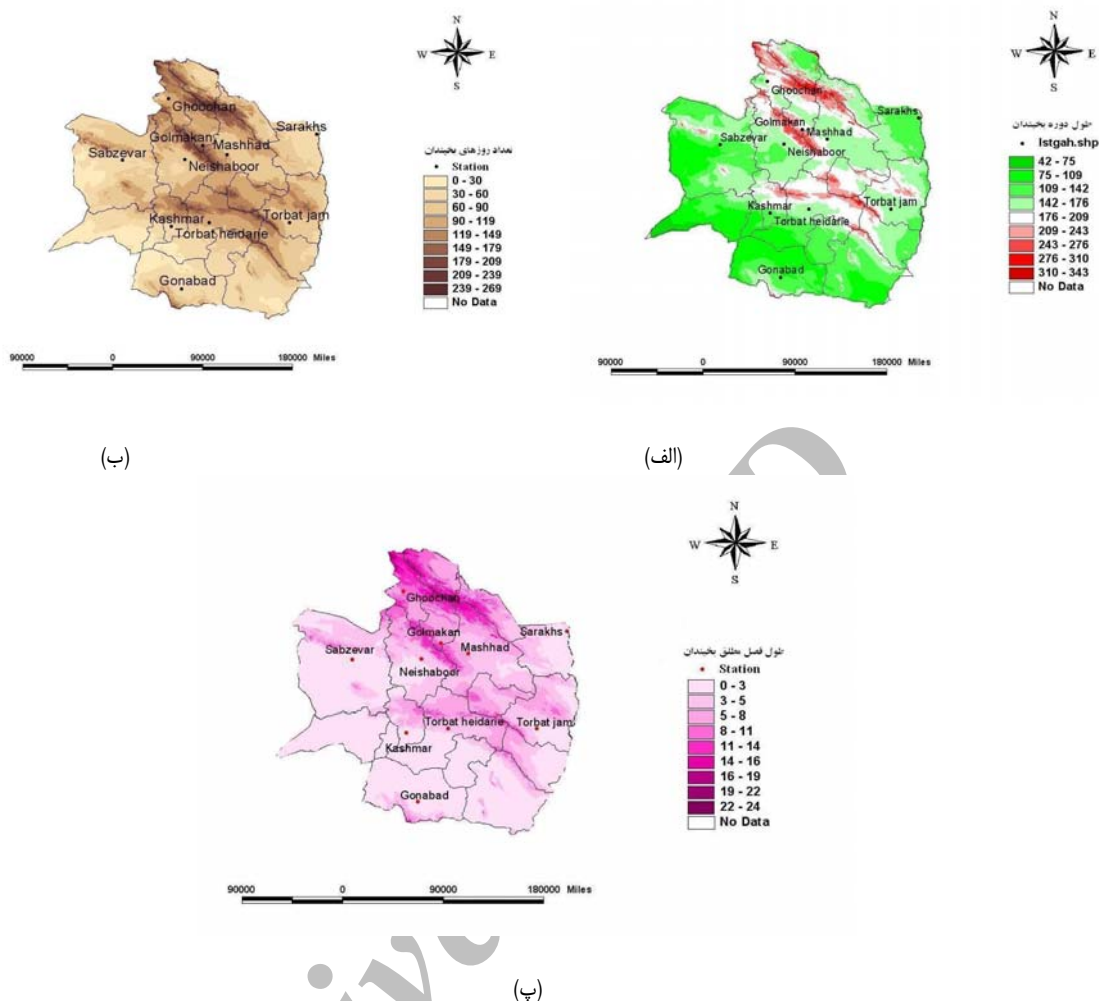 N
W E
S
Ghoochan
Golmakan
Mashhad
Sarakhs
Sabzevar
Neishaboor
Kashmar
Torbat heidarie
Torbat jam
Gonabad
تعداد روزهای یخبندان
Station
0 - 30
30 - 60
60 - 90
90 - 119
119 - 149
149 - 179
179 - 209
209 - 239
239 - 269
No Data
90000 0 90000 180000 Miles
(ب)
N
W E
S
Ghoochan
Golmakan
Mashhad
Sarakhs
Sabzevar
Neishaboor
Kashmar
Torbat heidarie
Torbat jam
Gonabad
طول دوره یخبندان
Istgah.shp
42 - 75
75 - 109
109 - 142
142 - 176
176 - 209
209 - 243
243 - 276
276 - 310
310 - 343
No Data
90000 0 90000 180000 Miles
(الف)
N
W E
S
Ghoochan
Golmakan
Mashhad
Sarakhs
Sabzevar
Neishaboor
Torbat heidarie
Torbat jam
Kashmar
Gonabad
طول فصل مطلق یخبندان
Station
0 - 3
3 - 5
5 - 8
8 - 11
11 - 14
14 - 16
16 - 19
19 - 22
22 - 24
No Data
90000 0 90000 180000 Miles
(پ)